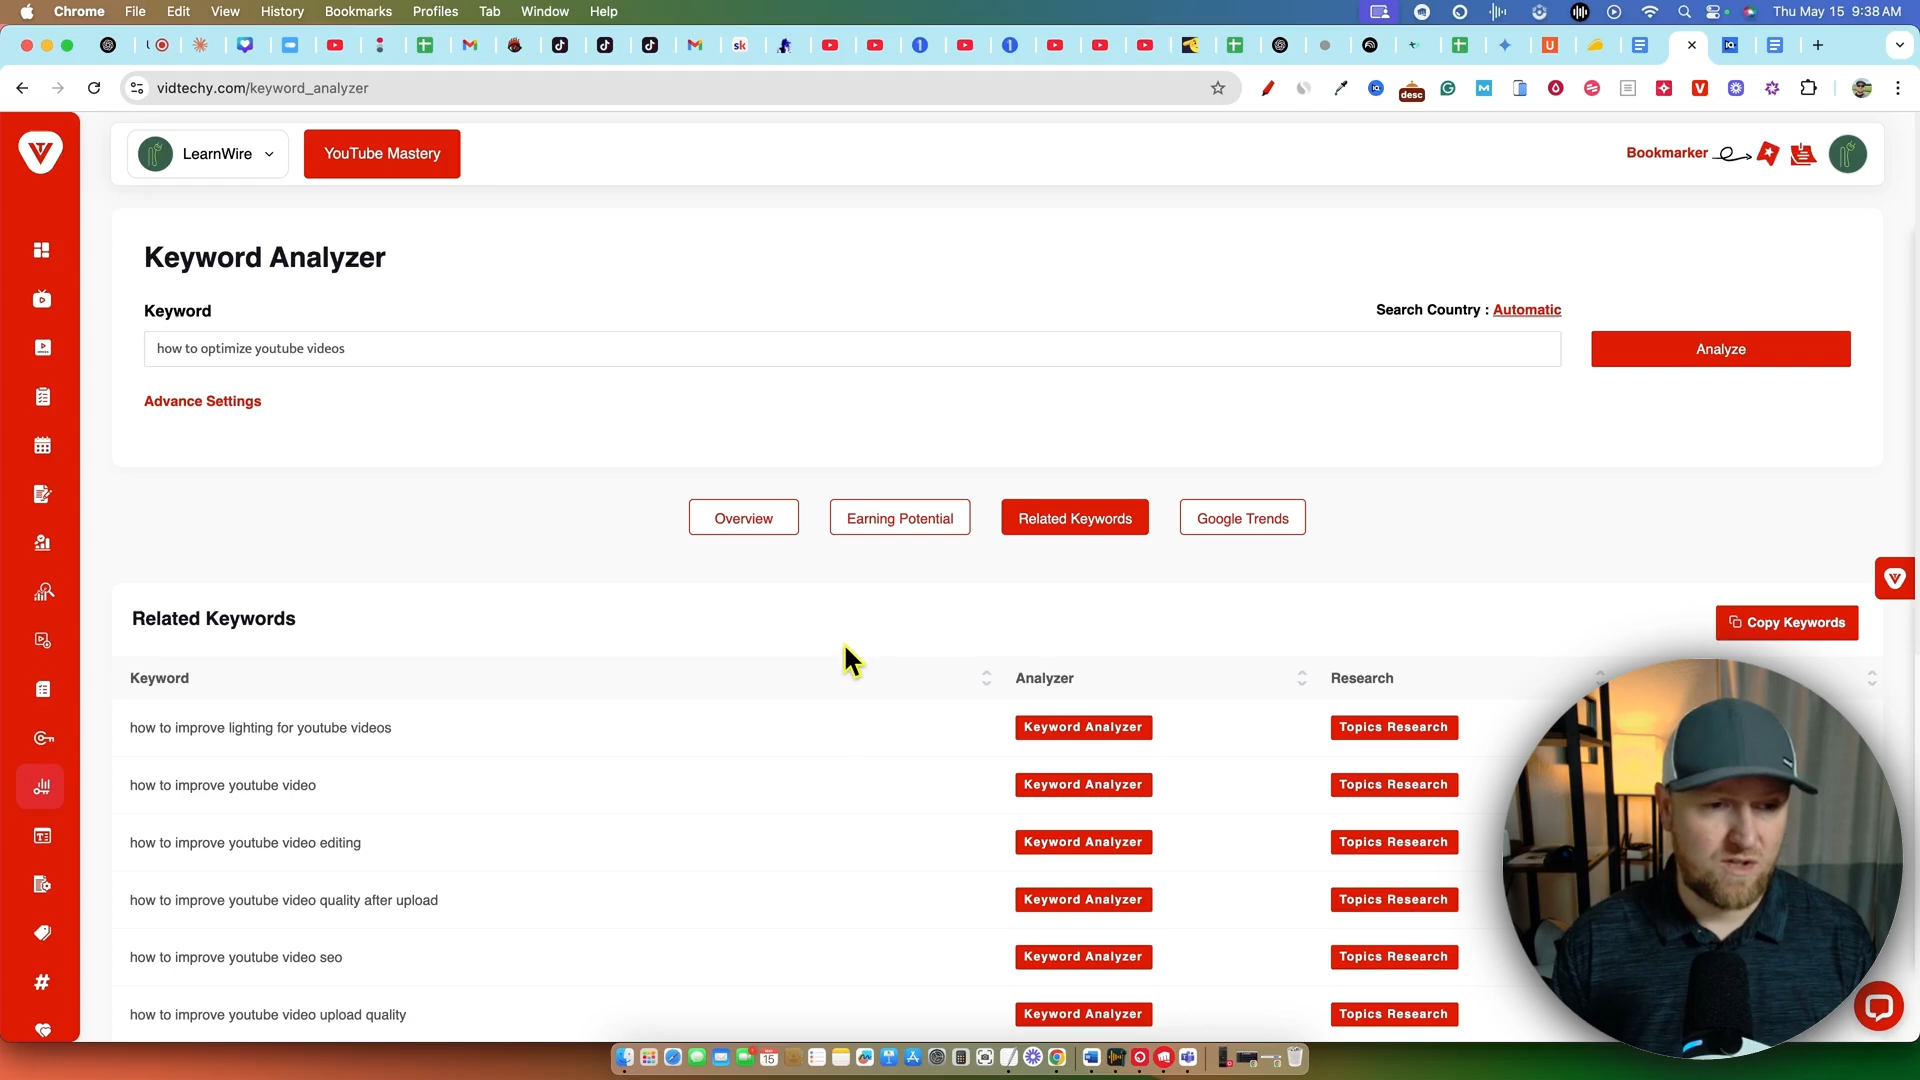 Chrome File Edit View History Bookmarks Profiles Tab Window Help Thu May 15 9:38 AM
vidtechy.com/keyword_analyzer desc
LearnWire YouTube Mastery Bookmarker
Keyword Analyzer
Keyword Search Country : Automatic
how to optimize youtube videos Analyze
Advance Settings
Overview Earning Potential Related Keywords Google Trends
Related Keywords Copy Keywords
Keyword Analyzer Research
how to improve lighting for youtube videos Keyword Analyzer Topics Research
how to improve youtube video Keyword Analyzer Topics Research
how to improve youtube video editing Keyword Analyzer Topics Research
how to improve youtube video quality after upload Keyword Analyzer Topics Research
how to improve youtube video seo Keyword Analyzer Topics Research
how to improve youtube video upload quality Keyword Analyzer Topics Research